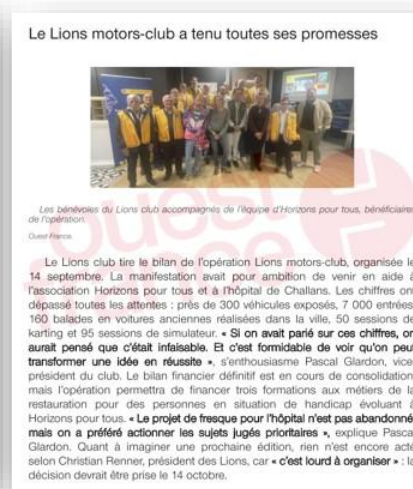 Le Lions motors-club a tenu toutes ses promesses
Les bénévoles du Lions club accompagnés de l'équipe d'Horizons pour tous, bénéficiaires
de l'opération.
Ouest-France.
Le Lions club tire le bilan de l'opération Lions motors-club, organisée le
14 septembre. La manifestation avait pour ambition de venir en aide à
l'association Horizons pour tous et à l'hôpital de Challans. Les chiffres ont
dépassé toutes les attentes : près de 300 véhicules exposés, 7 000 entrées,
160 balades en voitures anciennes réalisées dans la ville, 50 sessions de
karting et 95 sessions de simulateur. « Si on avait parié sur ces chiffres, on
aurait pensé que c'était infaisable. Et c'est formidable de voir qu'on peut
transformer une idée en réussite », s'enthousiasme Pascal Glardon, vice-
président du club. Le bilan financier définitif est en cours de consolidation
mais l'opération permettra de financer trois formations aux métiers de la
restauration pour des personnes en situation de handicap évoluant à
Horizons pour tous. « Le projet de fresque pour l'hôpital n'est pas abandonné
mais on a préféré actionner les sujets jugés prioritaires », explique Pascal
Glardon. Quant à imaginer une prochaine édition, rien n'est encore acté
selon Christian Renner, président des Lions, car « c'est lourd à organiser » : la
décision devrait être prise le 14 octobre.
ouest
france